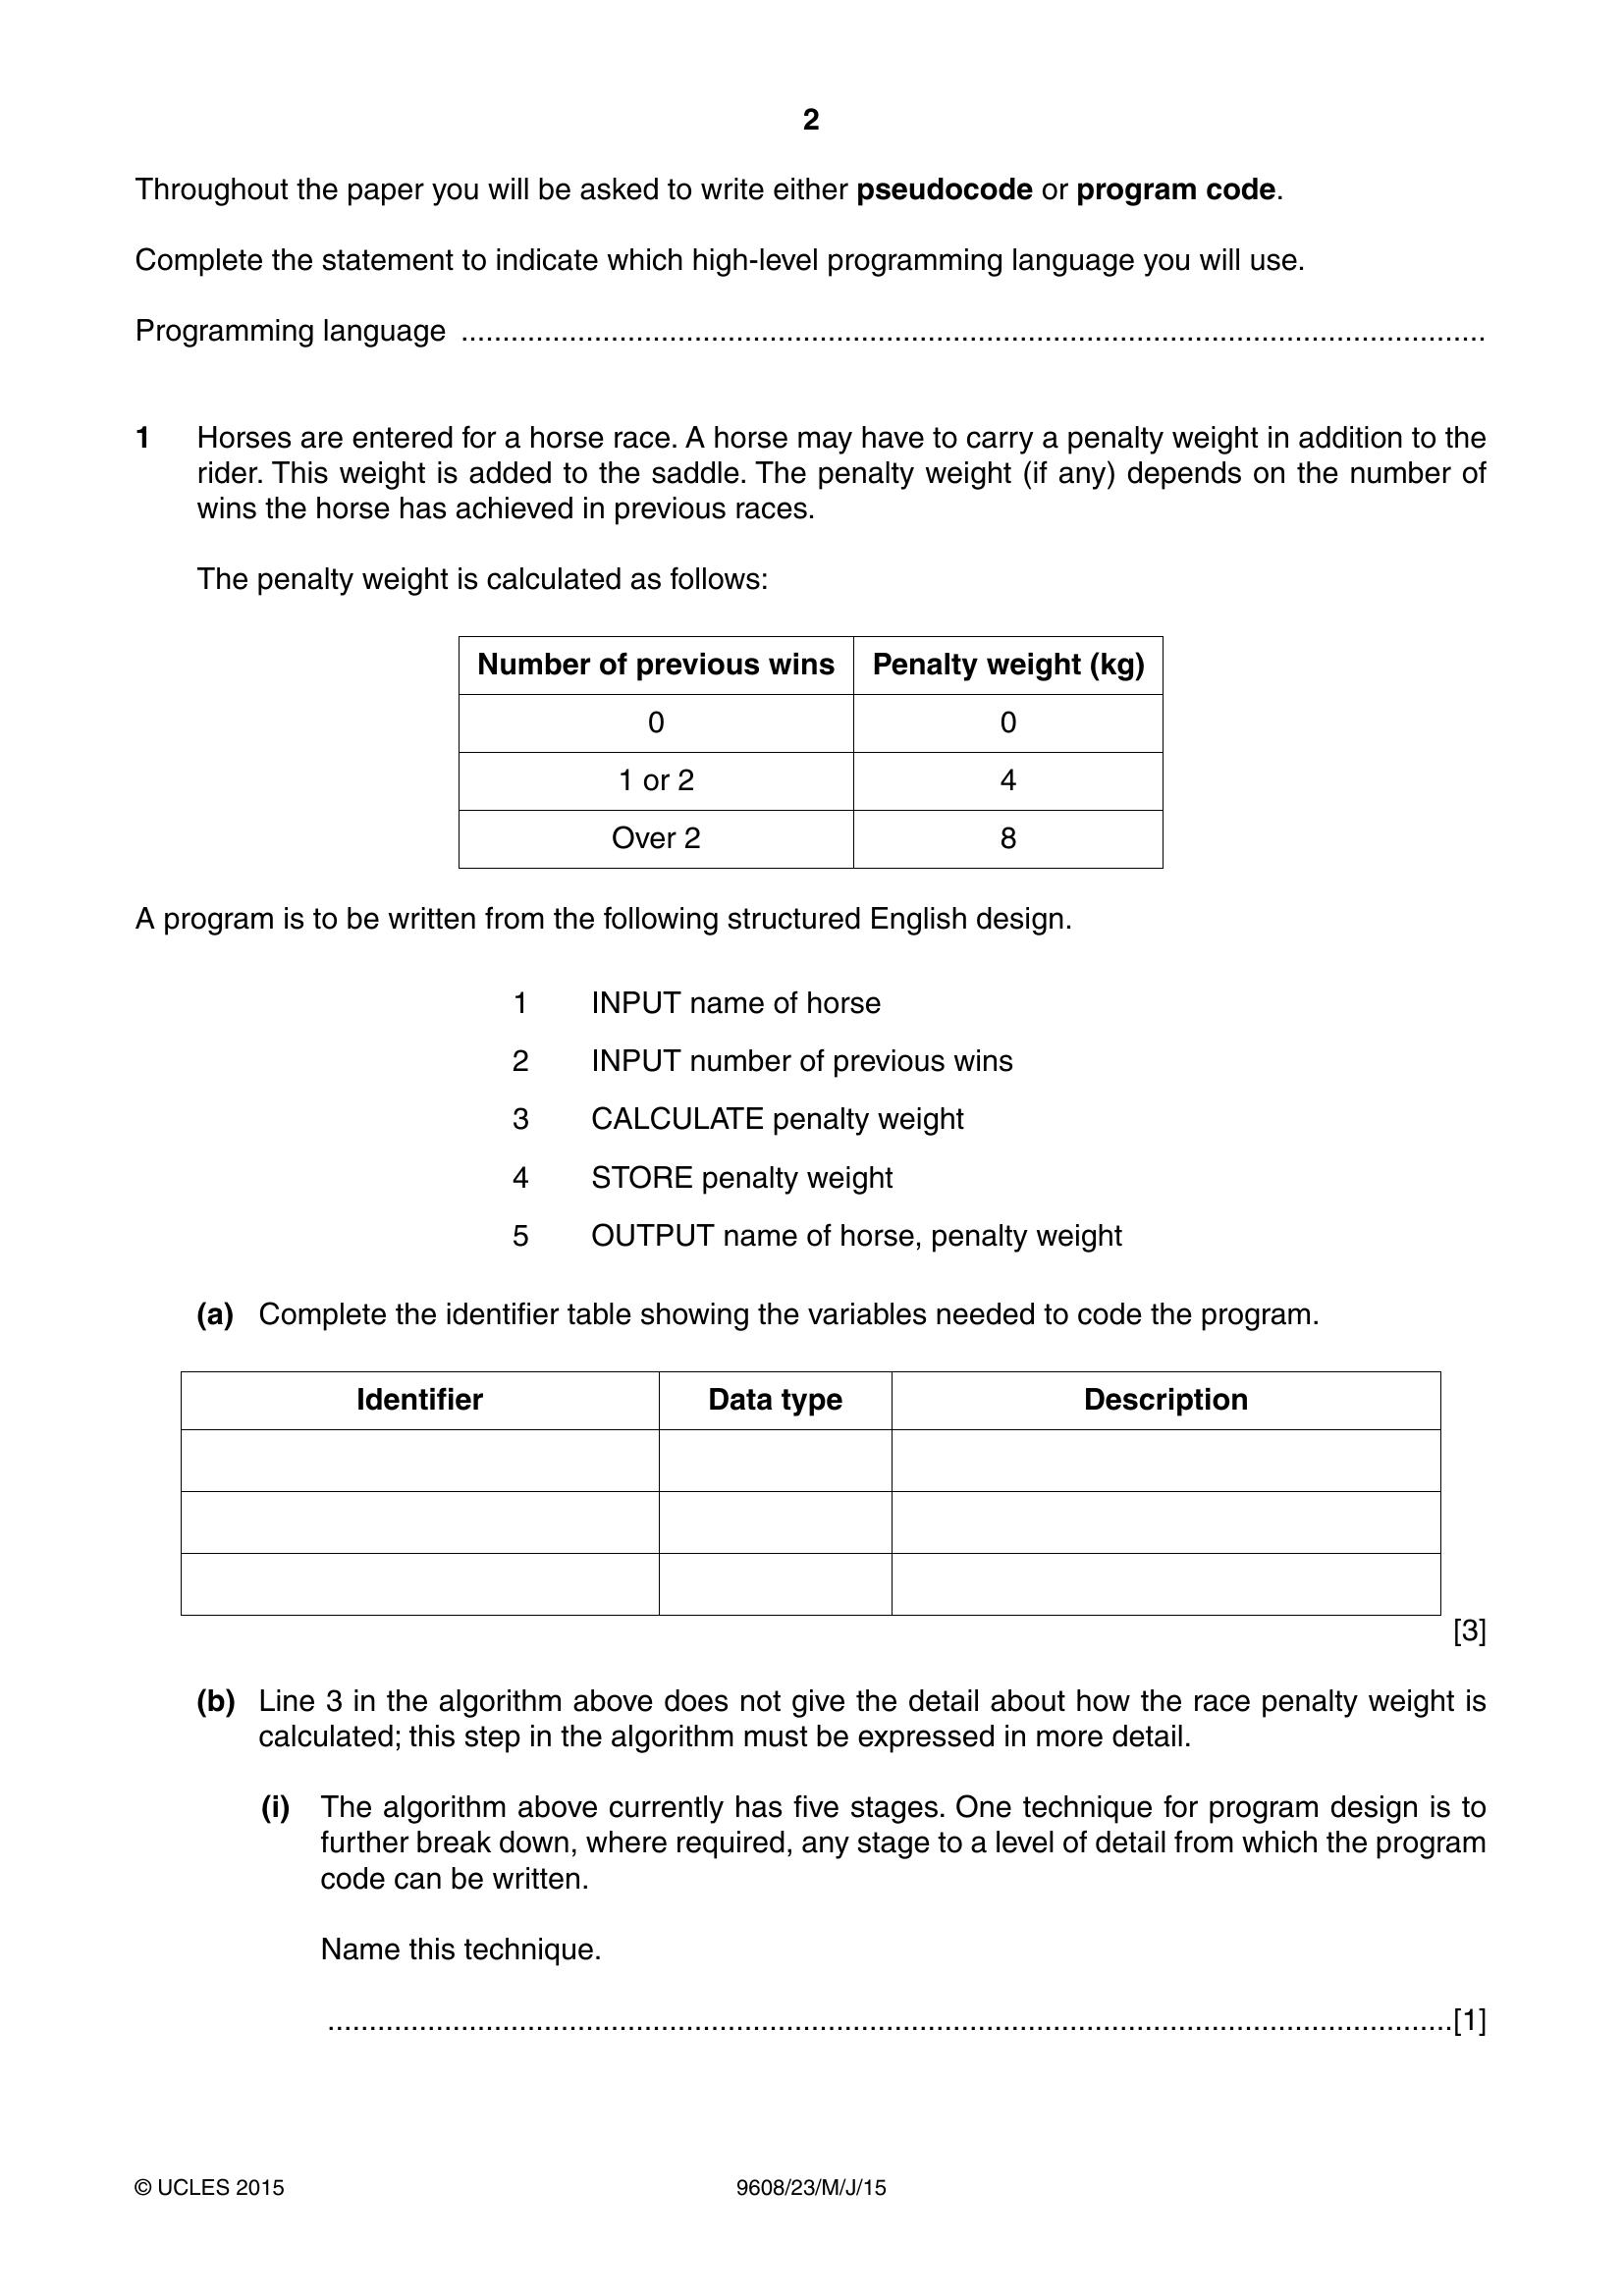 2
Throughout the paper you will be asked to write either pseudocode or program code.
Complete the statement to indicate which high-level programming language you will use.
Programming language ..........................................................................................................................
1 Horses are entered for a horse race. A horse may have to carry a penalty weight in addition to the
rider. This weight is added to the saddle. The penalty weight (if any) depends on the number of
wins the horse has achieved in previous races.
The penalty weight is calculated as follows:
Number of previous wins Penalty weight (kg)
0 0
1 or 2 4
Over 2 8
A program is to be written from the following structured English design.
1 INPUT name of horse
2 INPUT number of previous wins
3 CALCULATE penalty weight
4 STORE penalty weight
5 OUTPUT name of horse, penalty weight
(a) Complete the identifier table showing the variables needed to code the program.
Identifier Data type Description
[3]
(b) Line 3 in the algorithm above does not give the detail about how the race penalty weight is
calculated; this step in the algorithm must be expressed in more detail.
(i) The algorithm above currently has five stages. One technique for program design is to
further break down, where required, any stage to a level of detail from which the program
code can be written.
Name this technique.
.......................................................................................................................................[1]
© UCLES 2015 9608/23/M/J/15